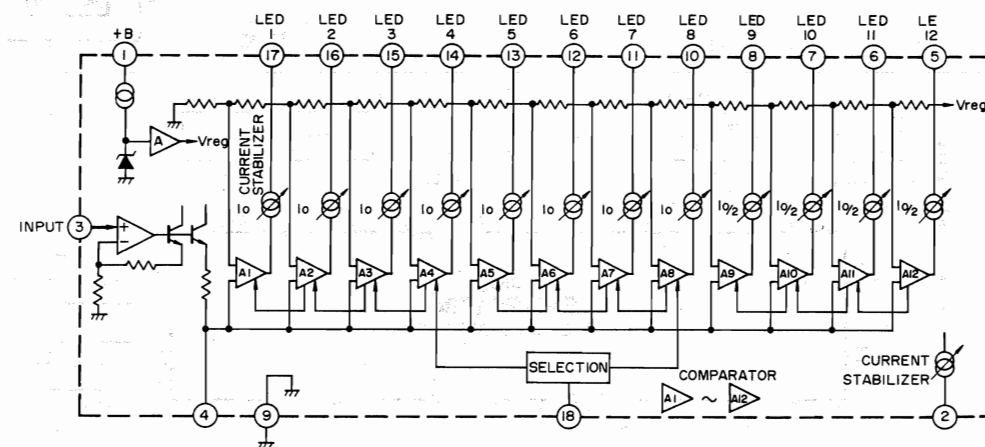 +B LED LED LED LED LED LED LED LED LED LED LED LE
1 2 3 4 5 6 7 8 9 10 11 12
1 17 16 15 14 13 12 11 10 8 7 6 5
Vreg
A Vreg
CURRENT
STABILIZER
Io Io Io Io Io Io Io Io Io/2 Io/2 Io/2 Io/2
INPUT 3 + −
A1 A2 A3 A4 A5 A6 A7 A8 A9 A10 A11 A12
SELECTION
COMPARATOR
A1 ~ A12
CURRENT
STABILIZER
4 9 18 2